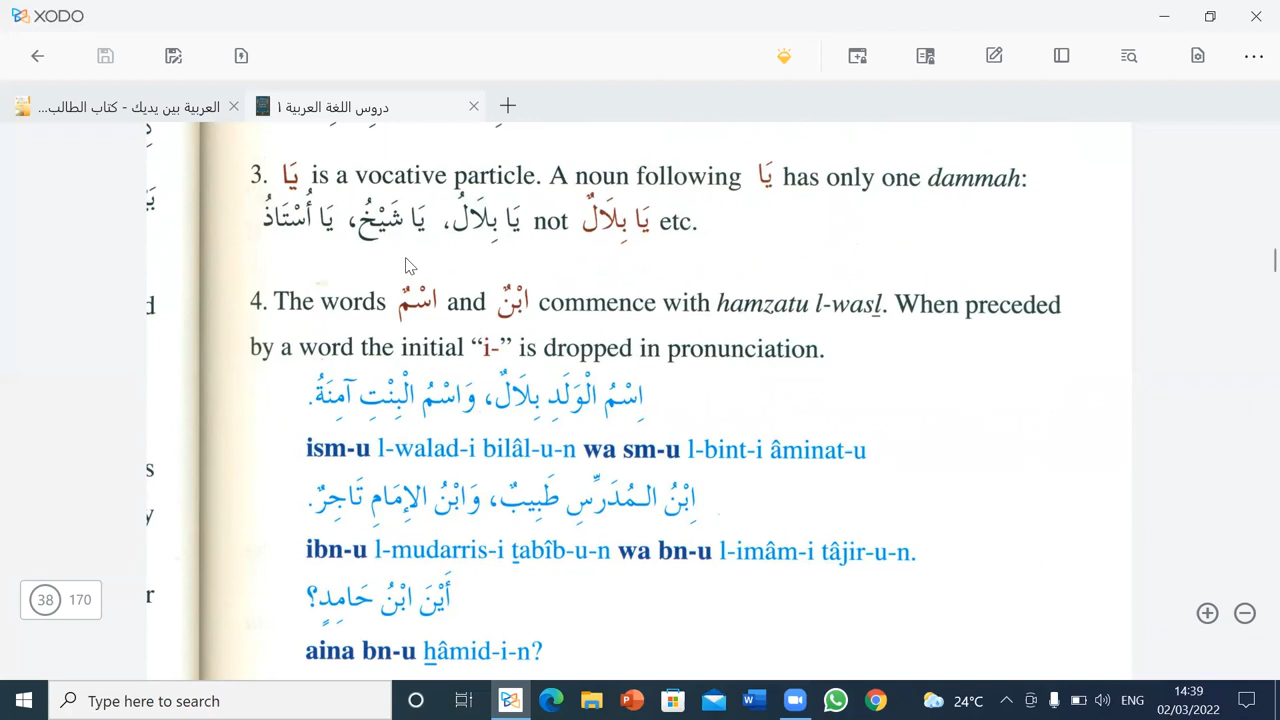 XODO
العربية بين يديك - كتاب الطالب...
دروس اللغة العربية ١
3. يَا is a vocative particle. A noun following يَا has only one dammah:
يَا بِلَالُ، يَا شَيْخُ، يَا أُسْتَاذُ not يَا بِلَالٌ etc.
4. The words اسْمٌ and ابْنٌ commence with hamzatu l-wasl. When preceded
by a word the initial “i-” is dropped in pronunciation.
اِسْمُ الْوَلَدِ بِلَالٌ، وَاسْمُ الْبِنْتِ آمِنَةُ.
ism-u l-walad-i bilâl-u-n wa sm-u l-bint-i âminat-u
اِبْنُ الـمُدَرِّسِ طَبِيبٌ، وَابْنُ الإِمَامِ تَاجِرٌ.
ibn-u l-mudarris-i tabîb-u-n wa bn-u l-imâm-i tâjir-u-n.
أَيْنَ ابْنُ حَامِدٍ؟
aina bn-u hâmid-i-n?
d
s
y
r
38 170
Type here to search
24°C
ENG
14:39
02/03/2022